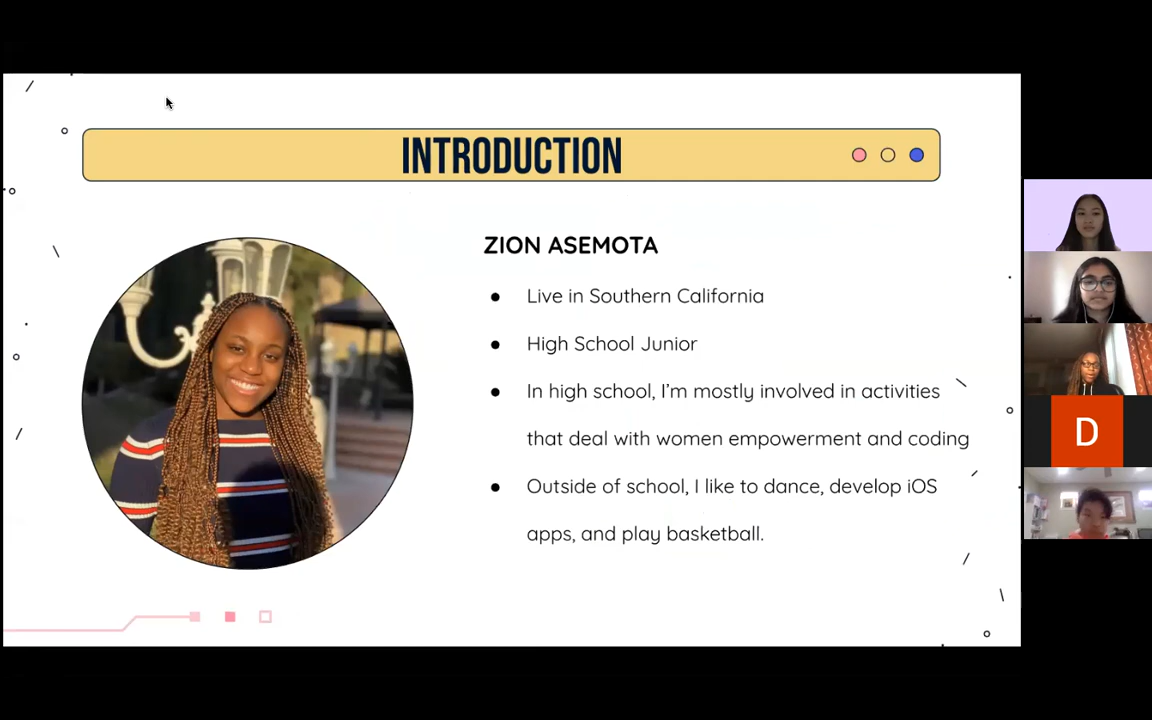 INTRODUCTION
ZION ASEMOTA
● Live in Southern California
● High School Junior
● In high school, I'm mostly involved in activities
that deal with women empowerment and coding
● Outside of school, I like to dance, develop iOS
apps, and play basketball.
D